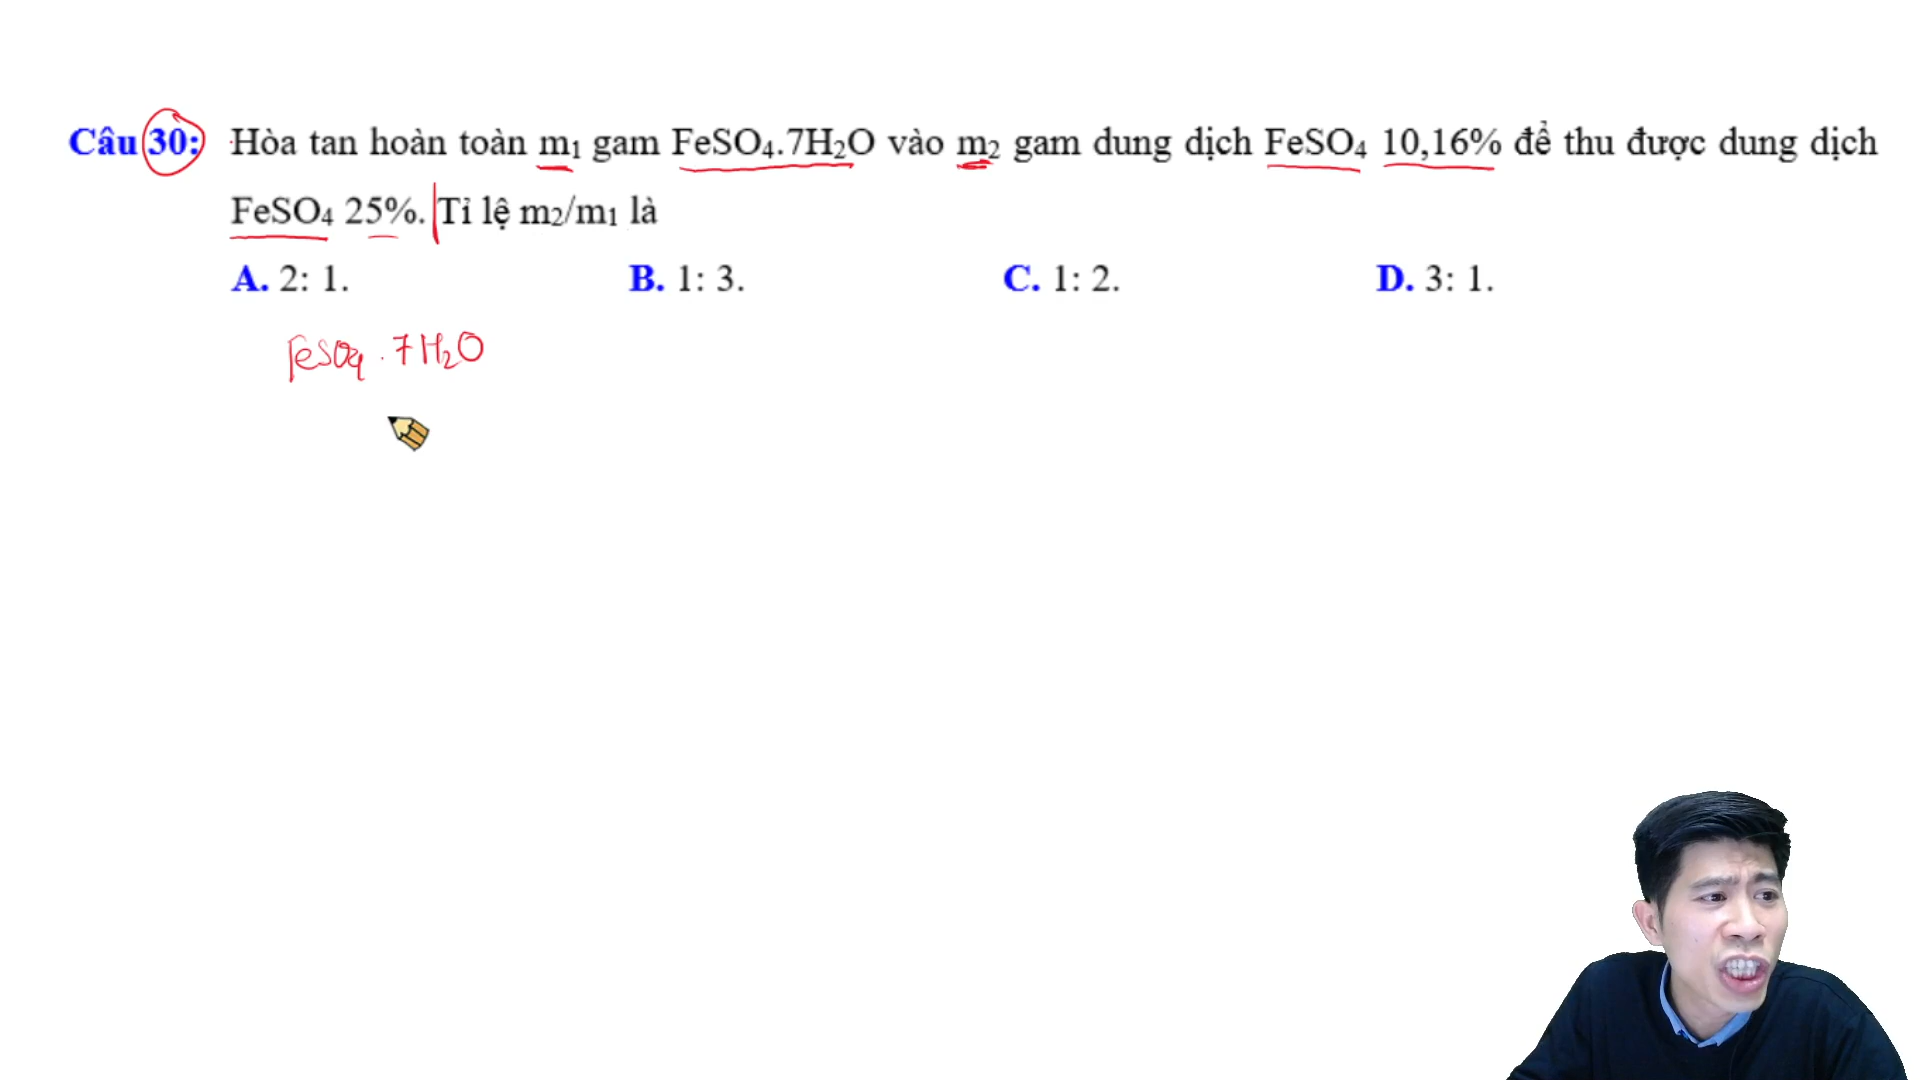 Câu 30: Hòa tan hoàn toàn m₁ gam FeSO₄.7H₂O vào m₂ gam dung dịch FeSO₄ 10,16% để thu được dung dịch
FeSO₄ 25%. Tỉ lệ m₂/m₁ là
A. 2: 1. B. 1: 3. C. 1: 2. D. 3: 1.
FeSO₄ . 7H₂O